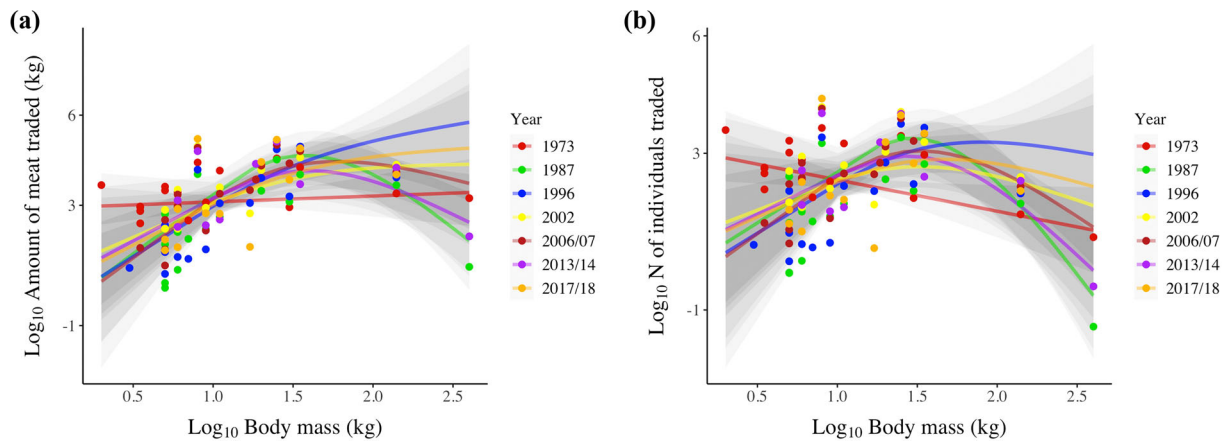 (a)
Log10 Amount of meat traded (kg)
6
3
-1
0.5 1.0 1.5 2.0 2.5
Log10 Body mass (kg)
Year
1973
1987
1996
2002
2006/07
2013/14
2017/18
(b)
Log10 N of individuals traded
6
3
-1
0.5 1.0 1.5 2.0 2.5
Log10 Body mass (kg)
Year
1973
1987
1996
2002
2006/07
2013/14
2017/18